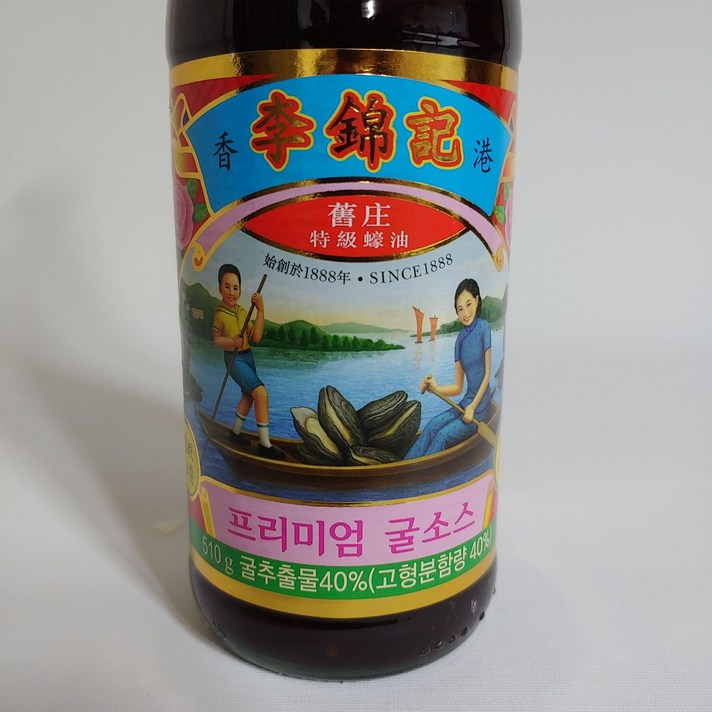 香 李錦記 港
舊庄
特級蠔油
始創於1888年・SINCE1888
프리미엄 굴소스
510 g 굴추출물40%(고형분함량 40%)